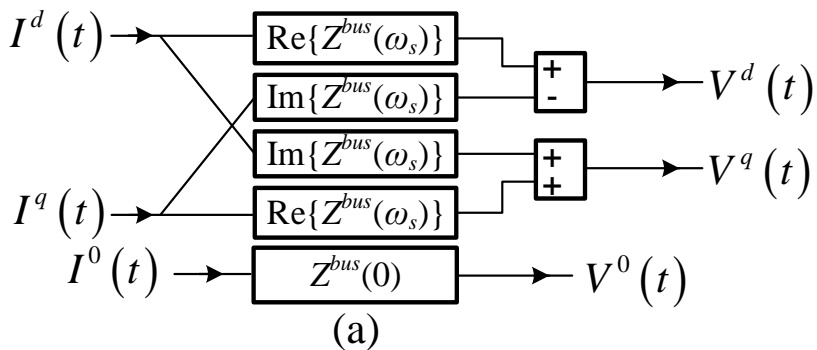 I^d (t)
Re{Z^bus(ω_s)}
+
-
V^d (t)
Im{Z^bus(ω_s)}
Im{Z^bus(ω_s)}
+
+
V^q (t)
I^q (t)
Re{Z^bus(ω_s)}
I^0 (t)
Z^bus(0)
V^0 (t)
(a)